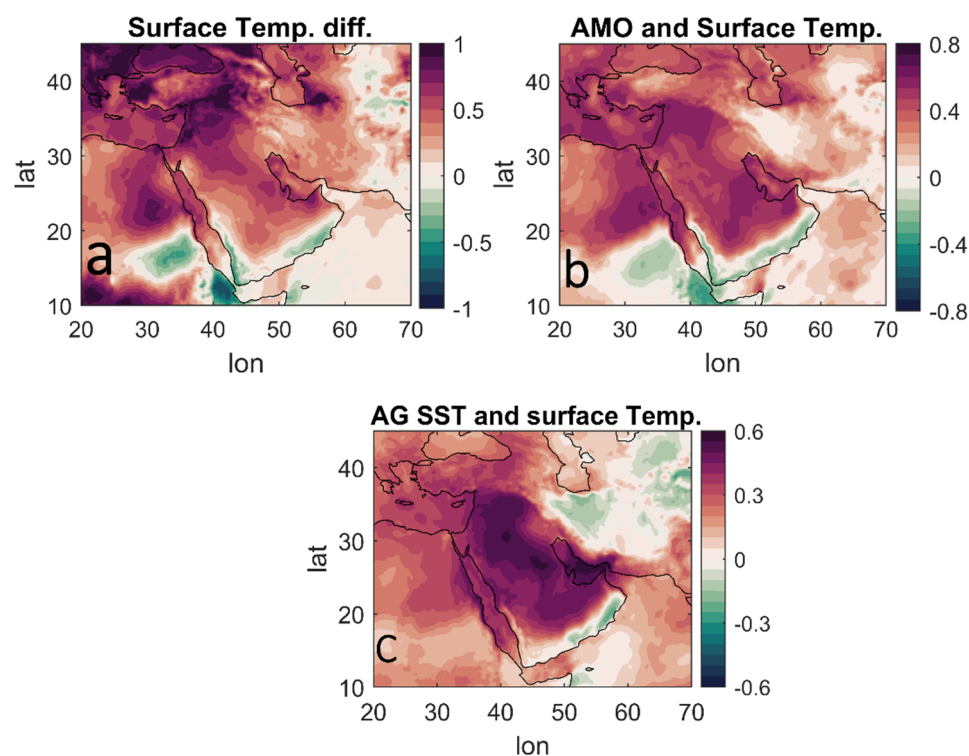 Surface Temp. diff.
40
30
20
10
lat
20 30 40 50 60 70
lon
1
0.5
0
-0.5
-1
a
AMO and Surface Temp.
40
30
20
10
lat
20 30 40 50 60 70
lon
0.8
0.4
0
-0.4
-0.8
b
AG SST and surface Temp.
40
30
20
10
lat
20 30 40 50 60 70
lon
0.6
0.3
0
-0.3
-0.6
c